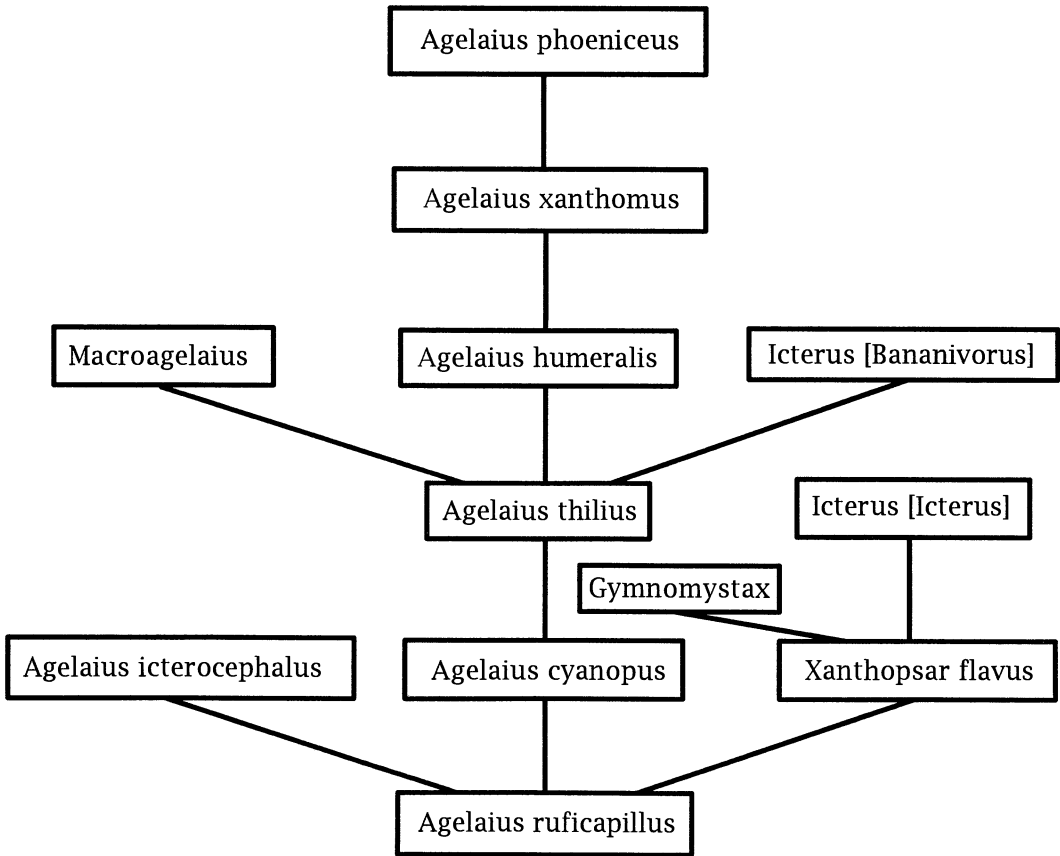 Agelaius phoeniceus
Agelaius xanthomus
Macroagelaius
Agelaius humeralis
Icterus [Bananivorus]
Agelaius thilius
Icterus [Icterus]
Gymnomystax
Agelaius icterocephalus
Agelaius cyanopus
Xanthopsar flavus
Agelaius ruficapillus